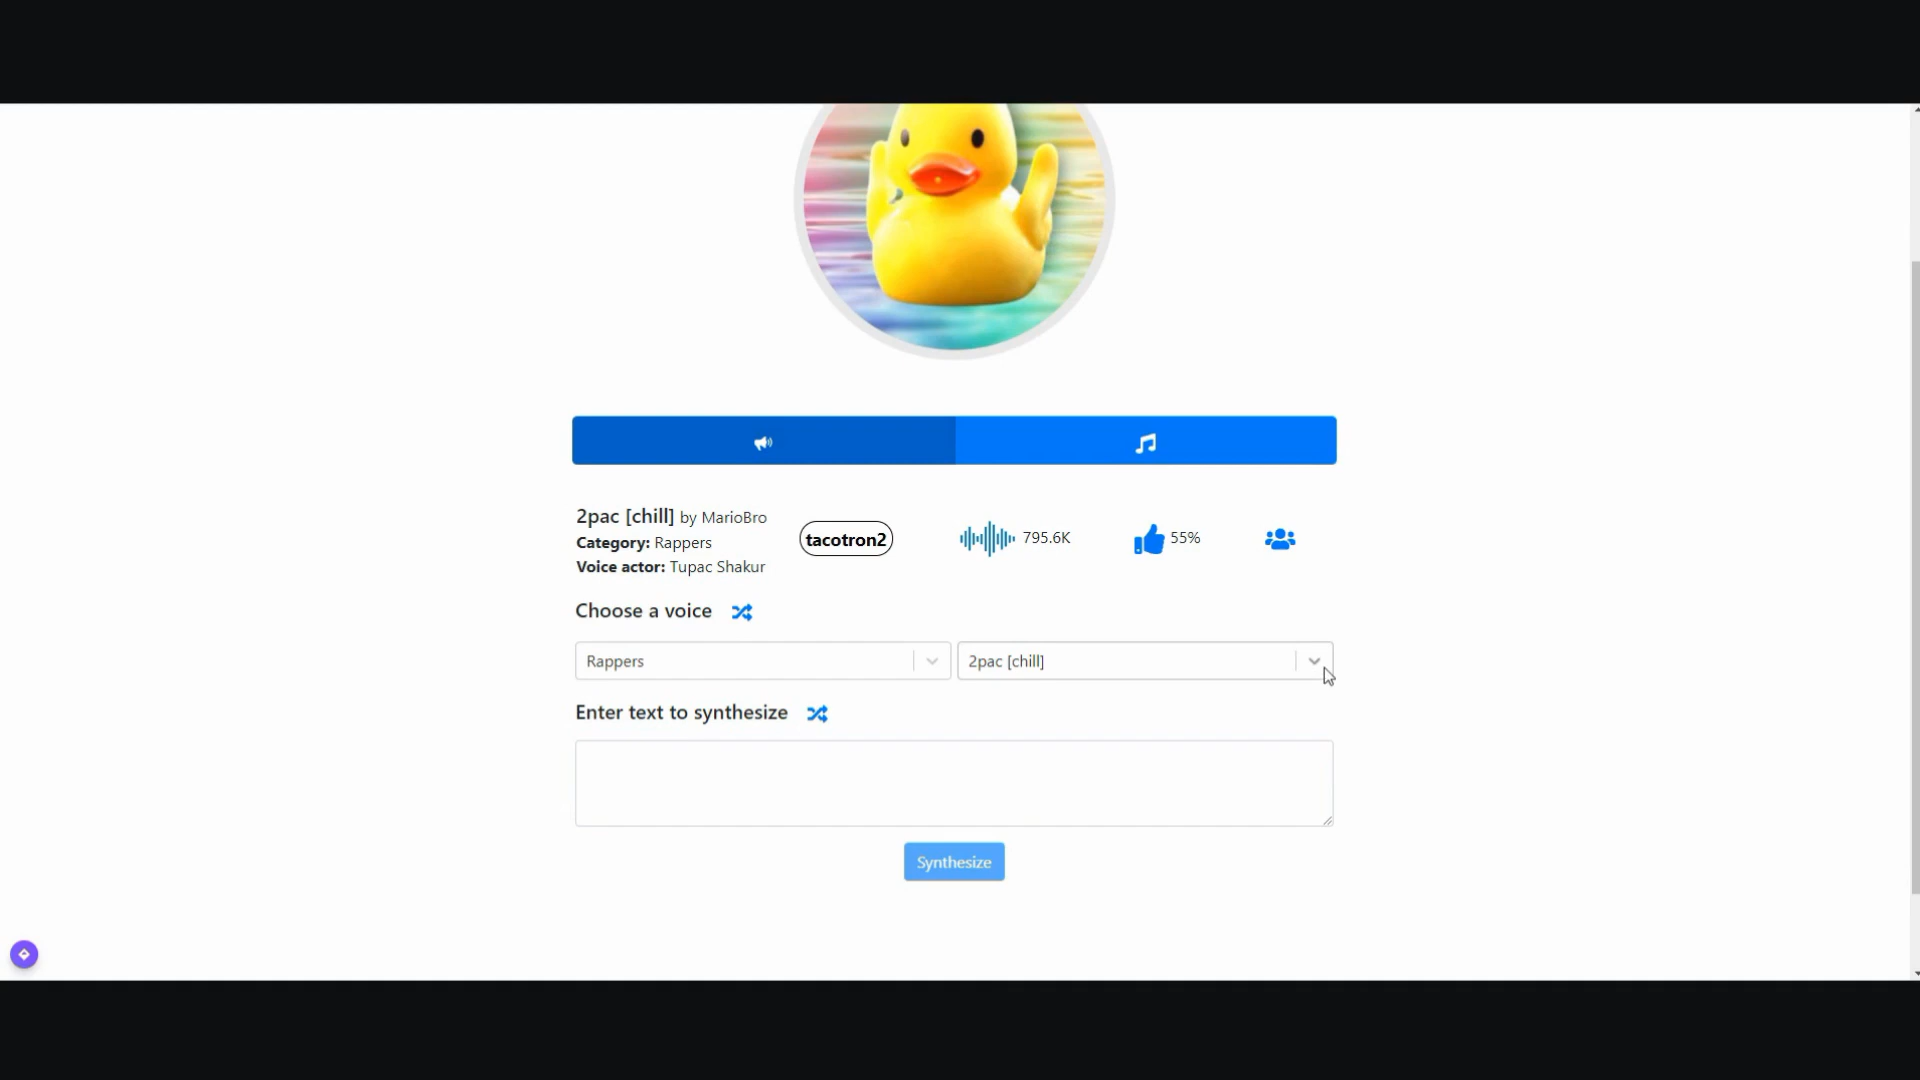 2pac [chill] by MarioBro
Category: Rappers
Voice actor: Tupac Shakur
tacotron2
795.6K
55%
Choose a voice
Rappers
2pac [chill]
Enter text to synthesize
Synthesize